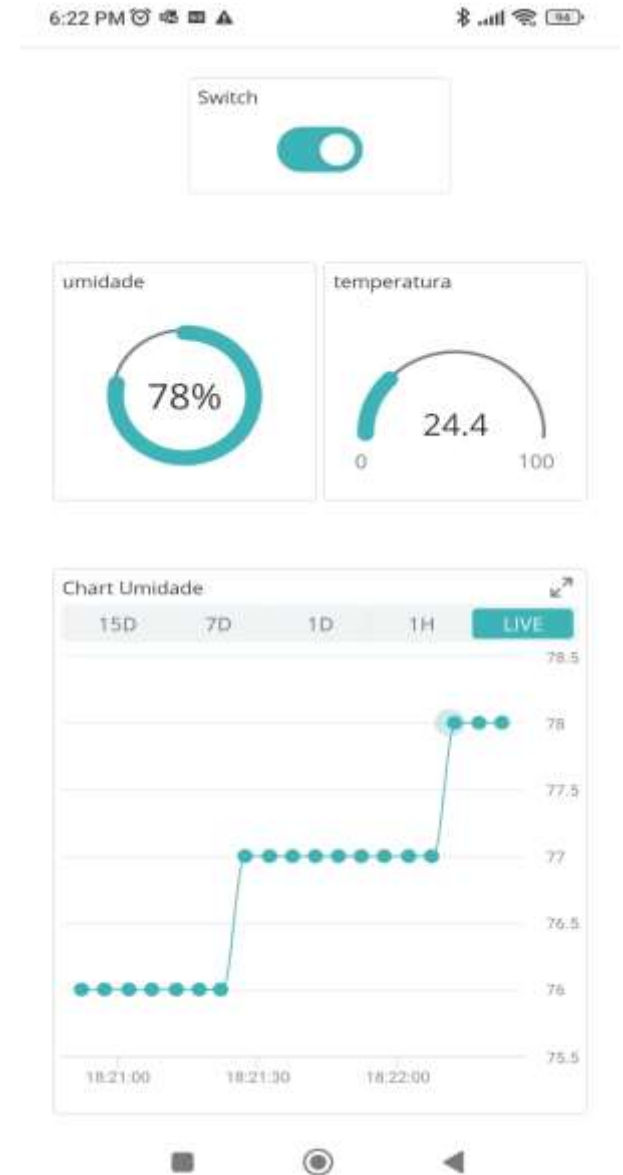 6:22 PM
94
Switch
umidade
temperatura
78%
24.4
0 100
Chart Umidade
15D 7D 1D 1H LIVE
78.5
78
77.5
77
76.5
76
75.5
18:21:00 18:21:30 18:22:00